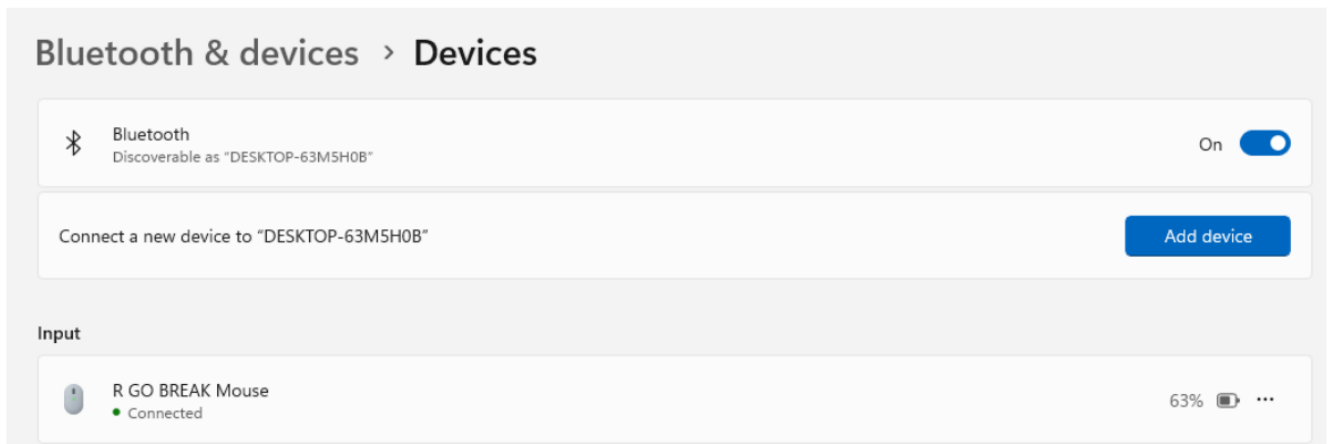 Bluetooth & devices > Devices
Bluetooth
Discoverable as "DESKTOP-63M5H0B"
On
Connect a new device to "DESKTOP-63M5H0B"
Add device
Input
R GO BREAK Mouse
Connected
63%